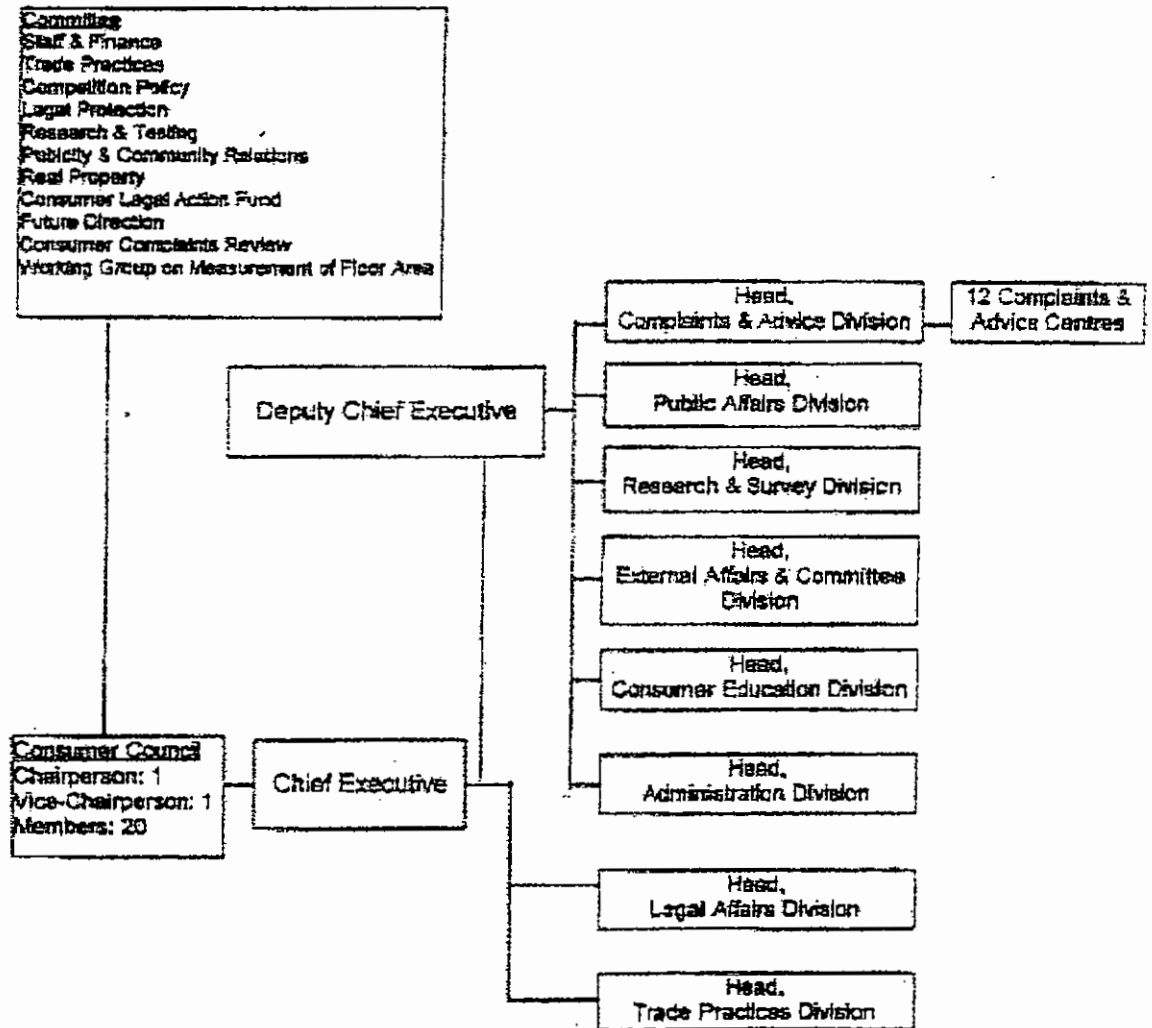 Committee
Staff & Finance
Trade Practices
Competition Policy
Legal Protection
Research & Testing
Publicity & Community Relations
Real Property
Consumer Legal Action Fund
Future Direction
Consumer Complaints Review
Working Group on Measurement of Floor Area
Head,
Complaints & Advice Division
12 Complaints &
Advice Centres
Deputy Chief Executive
Head,
Public Affairs Division
Head,
Research & Survey Division
Head,
External Affairs & Committee
Division
Head,
Consumer Education Division
Consumer Council
Chairperson: 1
Vice-Chairperson: 1
Members: 20
Chief Executive
Head,
Administration Division
Head,
Legal Affairs Division
Head,
Trade Practices Division